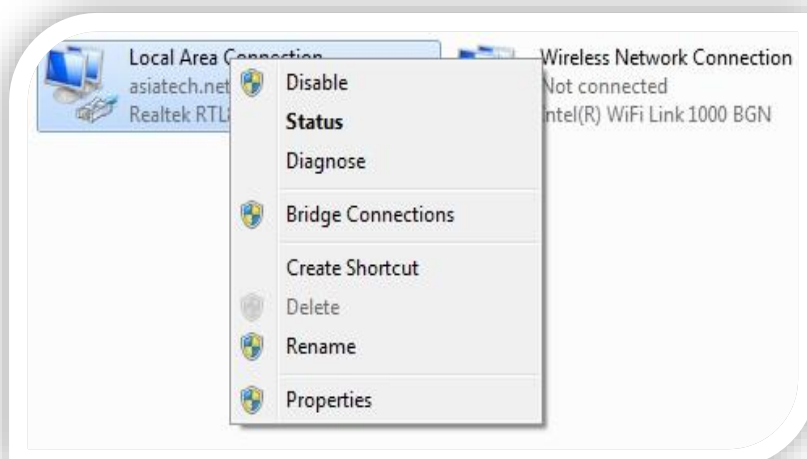 Local Area Connection
asiatech.net
Realtek
Wireless Network Connection
Not connected
Intel(R) WiFi Link 1000 BGN
Disable
Status
Diagnose
Bridge Connections
Create Shortcut
Delete
Rename
Properties